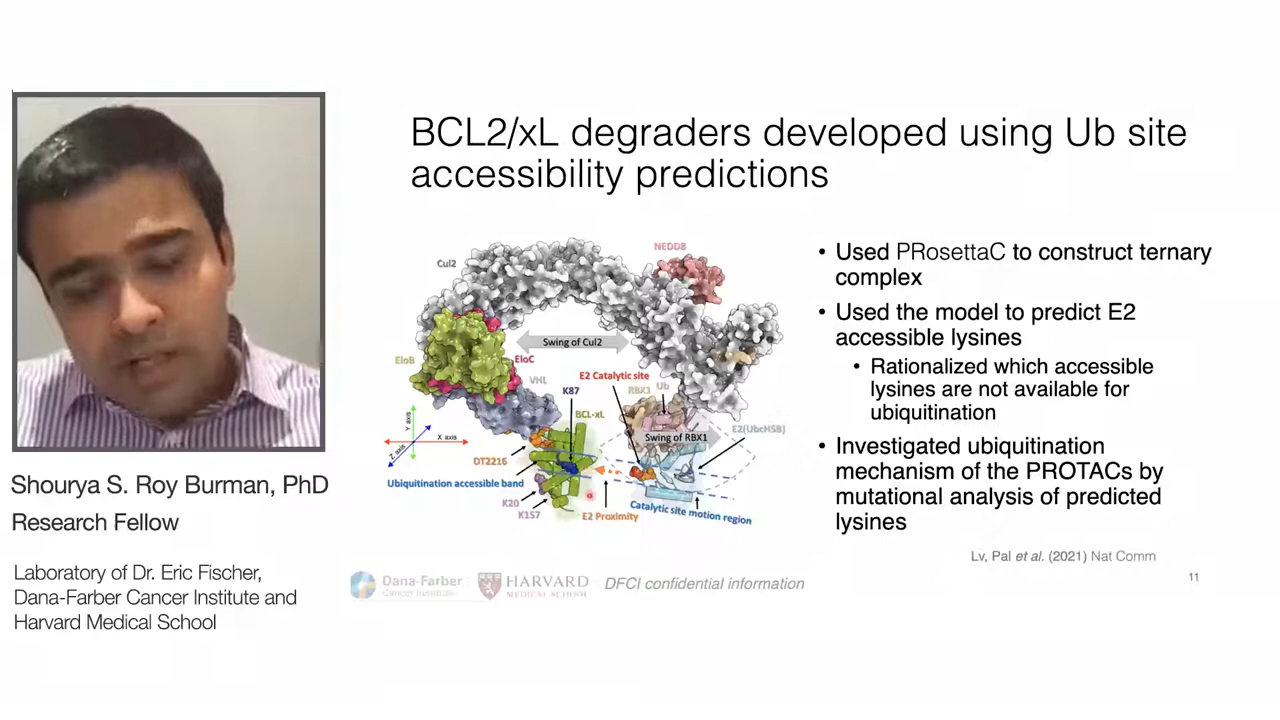 BCL2/xL degraders developed using Ub site
accessibility predictions
NEDD8
Cul2
Swing of Cul2
EloB
EloC
E2 Catalytic site
VHL
K87
RBX1
Ub
BCL-xL
E2(UbcH5B)
Swing of RBX1
Y axis
X axis
Z axis
DT2216
Ubiquitination accessible band
K20
K157
E2 Proximity
Catalytic site motion region
• Used PRosettaC to construct ternary
complex
• Used the model to predict E2
accessible lysines
• Rationalized which accessible
lysines are not available for
ubiquitination
• Investigated ubiquitination
mechanism of the PROTACs by
mutational analysis of predicted
lysines
Lv, Pal et al. (2021) Nat Comm
11
Dana-Farber
Cancer Institute
HARVARD
MEDICAL SCHOOL
DFCI confidential information
Shourya S. Roy Burman, PhD
Research Fellow
Laboratory of Dr. Eric Fischer,
Dana-Farber Cancer Institute and
Harvard Medical School